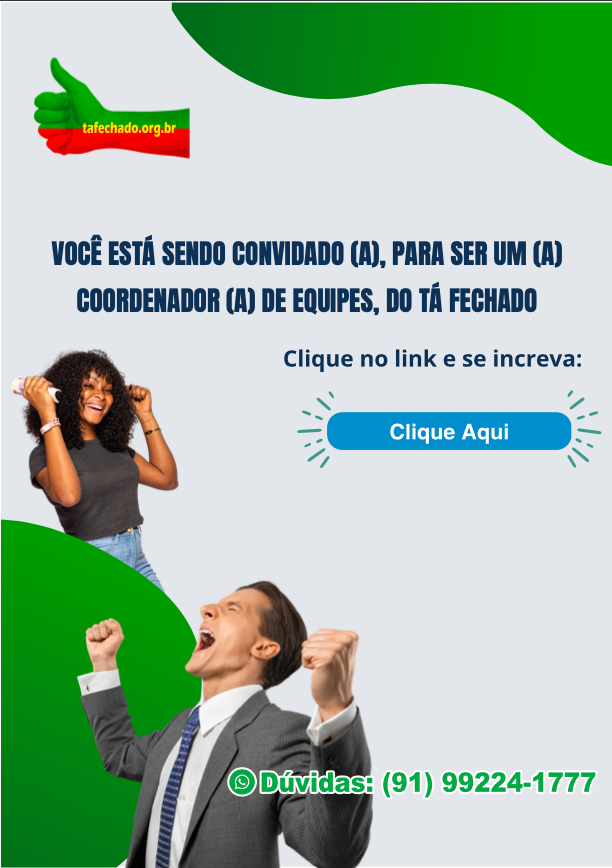 tafechado.org.br
VOCÊ ESTÁ SENDO CONVIDADO (A), PARA SER UM (A)
COORDENADOR (A) DE EQUIPES, DO TÁ FECHADO
Clique no link e se increva:
Clique Aqui
Dúvidas: (91) 99224-1777